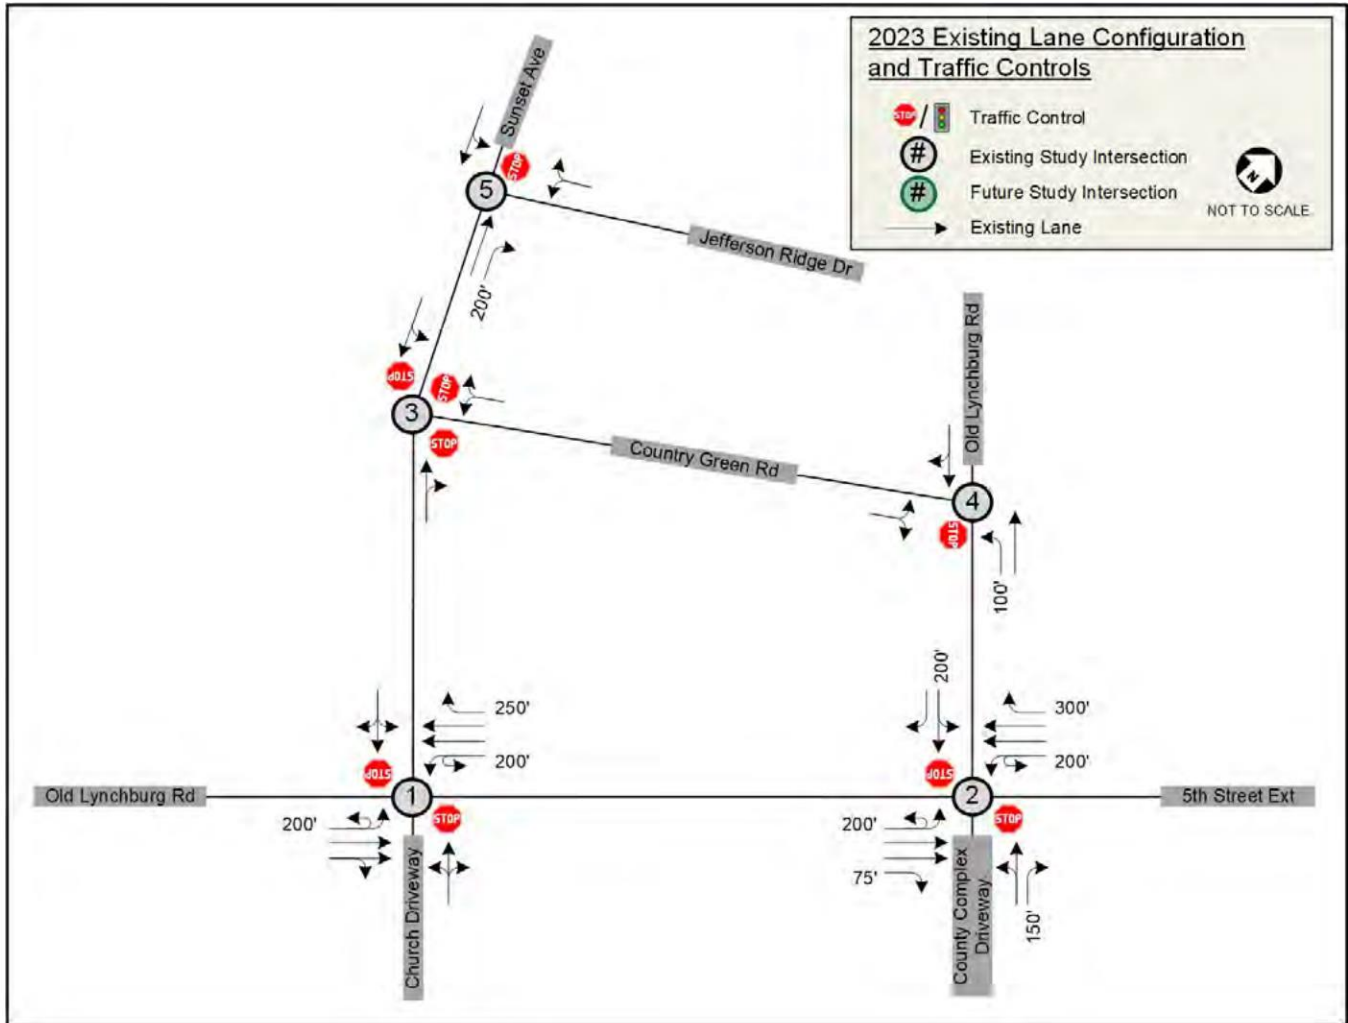 2023 Existing Lane Configuration
and Traffic Controls
STOP / Traffic Control
# Existing Study Intersection
# Future Study Intersection
Existing Lane
N
NOT TO SCALE
Sunset Ave
STOP
5
Jefferson Ridge Dr
200'
STOP
STOP
3
STOP
Country Green Rd
Old Lynchburg Rd
4
STOP
100'
250'
200'
STOP
Old Lynchburg Rd
1
200'
STOP
Church Driveway
200'
300'
200'
STOP
2
5th Street Ext
200'
STOP
75'
County Complex
Driveway
150'